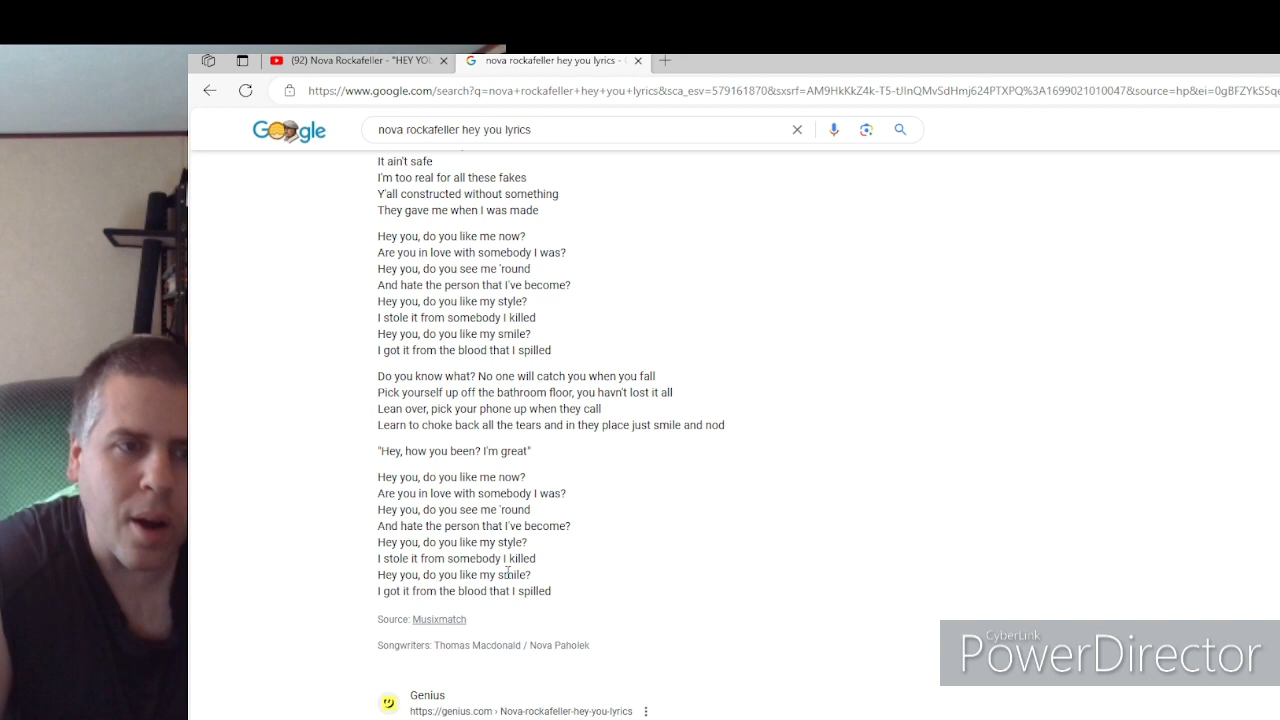 (92) Nova Rockafeller - "HEY YOU
nova rockafeller hey you lyrics -
https://www.google.com/search?q=nova+rockafeller+hey+you+lyrics&sca_esv=579161870&sxsrf=AM9HkKkZ4k-T5-tJInQMvSdHmj624PTXPQ%3A1699021010047&source=hp&ei=0gBFZYkS5qe
Google
nova rockafeller hey you lyrics
It ain't safe
I'm too real for all these fakes
Y'all constructed without something
They gave me when I was made
Hey you, do you like me now?
Are you in love with somebody I was?
Hey you, do you see me 'round
And hate the person that I've become?
Hey you, do you like my style?
I stole it from somebody I killed
Hey you, do you like my smile?
I got it from the blood that I spilled
Do you know what? No one will catch you when you fall
Pick yourself up off the bathroom floor, you havn't lost it all
Lean over, pick your phone up when they call
Learn to choke back all the tears and in they place just smile and nod
"Hey, how you been? I'm great"
Hey you, do you like me now?
Are you in love with somebody I was?
Hey you, do you see me 'round
And hate the person that I've become?
Hey you, do you like my style?
I stole it from somebody I killed
Hey you, do you like my smile?
I got it from the blood that I spilled
Source: Musixmatch
Songwriters: Thomas Macdonald / Nova Paholek
Genius
https://genius.com › Nova-rockafeller-hey-you-lyrics
CyberLink
PowerDirector